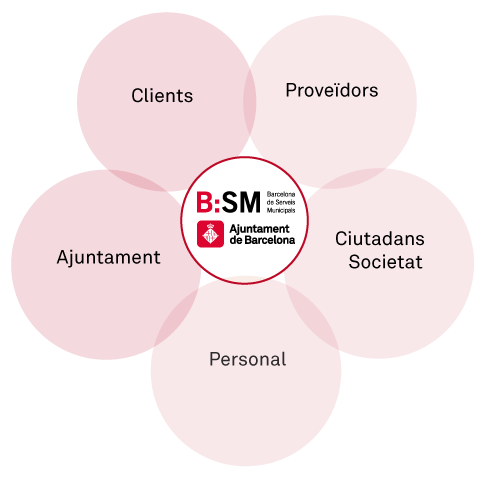 Clients
Proveïdors
B:SM
Barcelona
de Serveis
Municipals
Ajuntament
de Barcelona
Ajuntament
Ciutadans
Societat
Personal